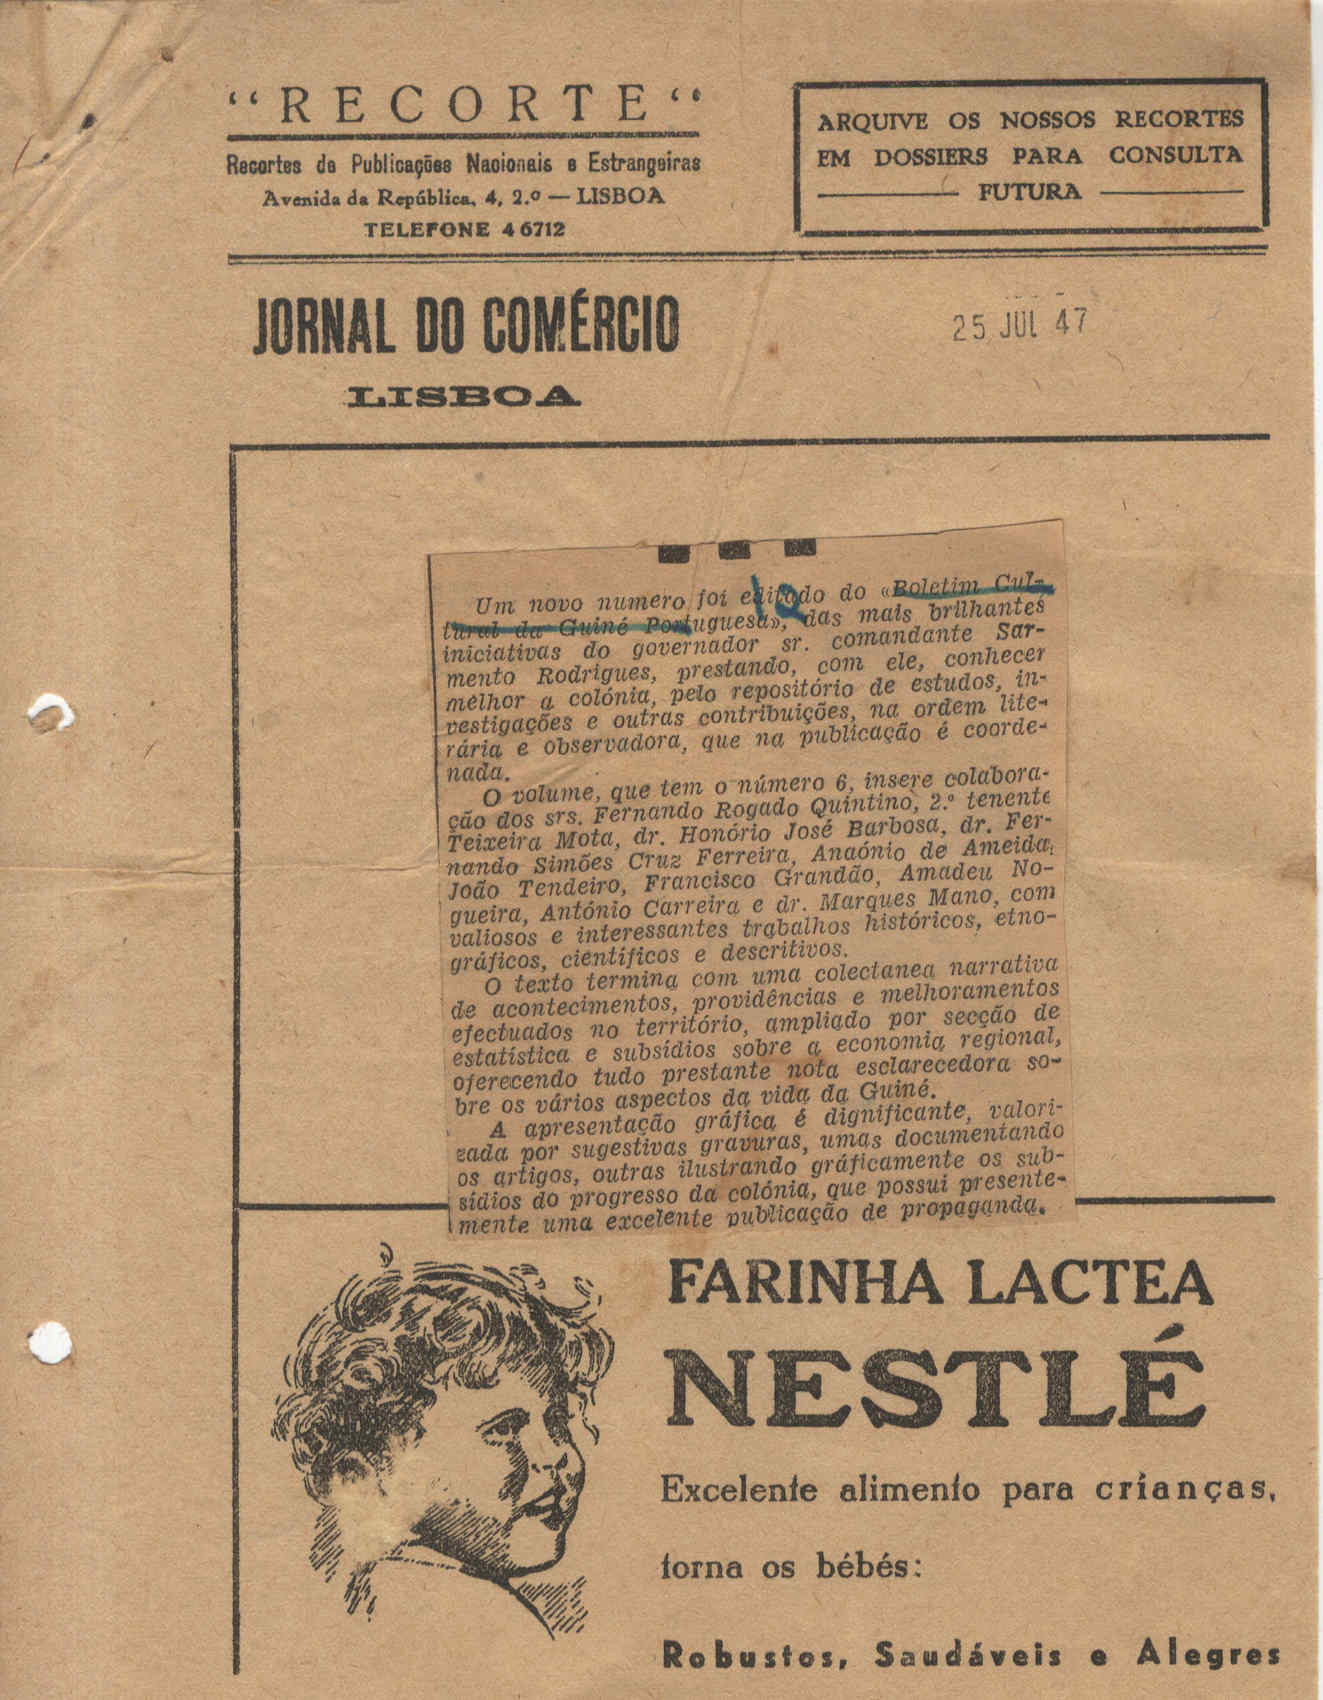 "RECORTE"
Recortes de Publicações Nacionais e Estrangeiras
Avenida da República, 4, 2.º — LISBOA
TELEFONE 46712
ARQUIVE OS NOSSOS RECORTES
EM DOSSIERS PARA CONSULTA
FUTURA
JORNAL DO COMÉRCIO
LISBOA
25 JUL 47
Um novo numero foi editado do «Boletim Cul-
tural da Guiné Portuguesa», das mais brilhantes
iniciativas do governador sr. comandante Sar-
mento Rodrigues, prestando, com ele, conhecer
melhor a colónia, pelo repositório de estudos, in-
vestigações e outras contribuições, na ordem lite-
rária e observadora, que na publicação é coorde-
nada.
O volume, que tem o número 6, insere colabora-
ção dos srs. Fernando Rogado Quintino, 2.º tenente
Teixeira Mota, dr. Honório José Barbosa, dr. Fer-
nando Simões Cruz Ferreira, Anaónio de Ameida,
João Tendeiro, Francisco Grandão, Amadeu No-
gueira, António Carreira e dr. Marques Mano, com
valiosos e interessantes trabalhos históricos, etno-
gráficos, científicos e descritivos.
O texto termina com uma colectanea narrativa
de acontecimentos, providências e melhoramentos
efectuados no território, ampliado por secção de
estatística e subsídios sobre a economia regional,
oferecendo tudo prestante nota esclarecedora so-
bre os vários aspectos da vida da Guiné.
A apresentação gráfica é dignificante, valori-
zada por sugestivas gravuras, umas documentando
os artigos, outras ilustrando gráficamente os sub-
sídios do progresso da colónia, que possui presente-
mente uma excelente publicação de propaganda.
FARINHA LACTEA
NESTLÉ
Excelente alimento para crianças,
torna os bébés:
Robustos, Saudáveis e Alegres